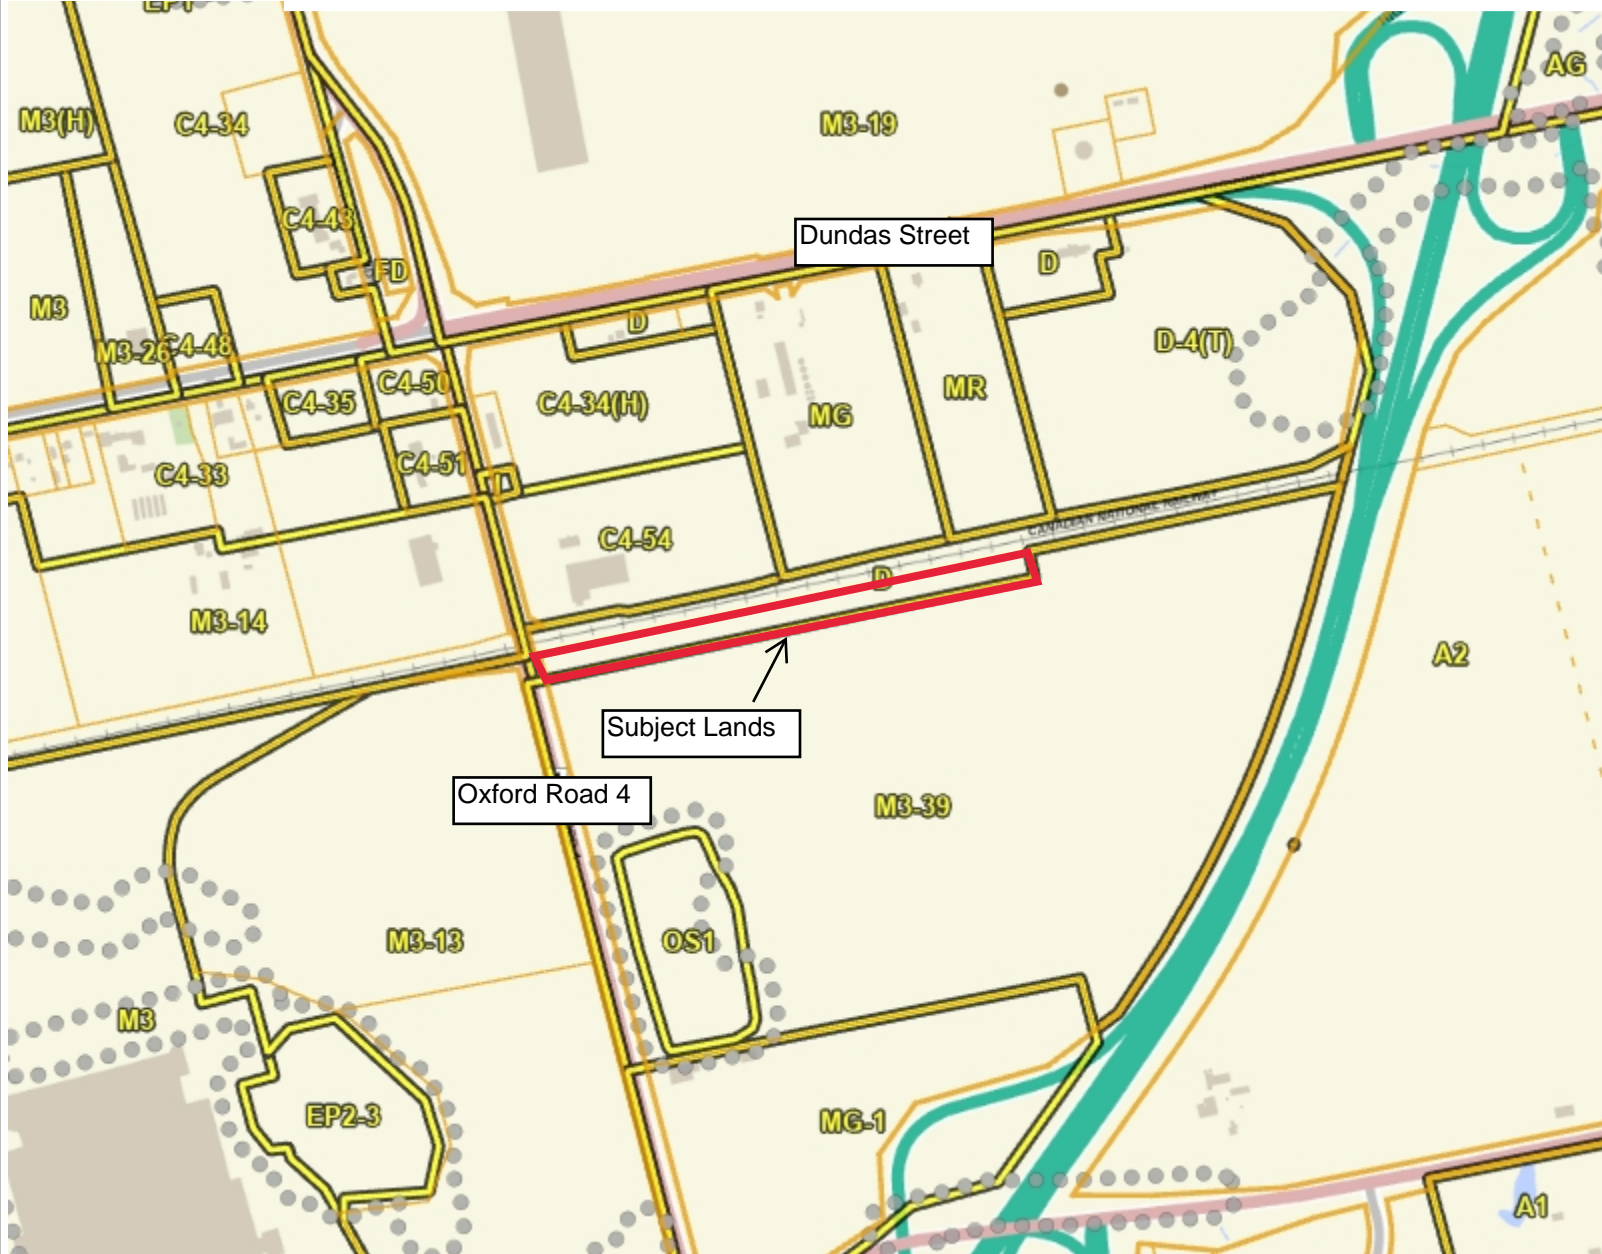 EP1
AG
M3(H)
C4-34
M3-19
C4-43
Dundas Street
FD
D
M3
D
M3-26
C4-48
D-4(T)
C4-50
MR
C4-35
C4-34(H)
MG
C4-51
C4-33
CANADIAN NATIONAL RAILWAY
C4-54
D
M3-14
A2
Subject Lands
Oxford Road 4
M3-39
M3-13
OS1
M3
EP2-3
MG-1
A1